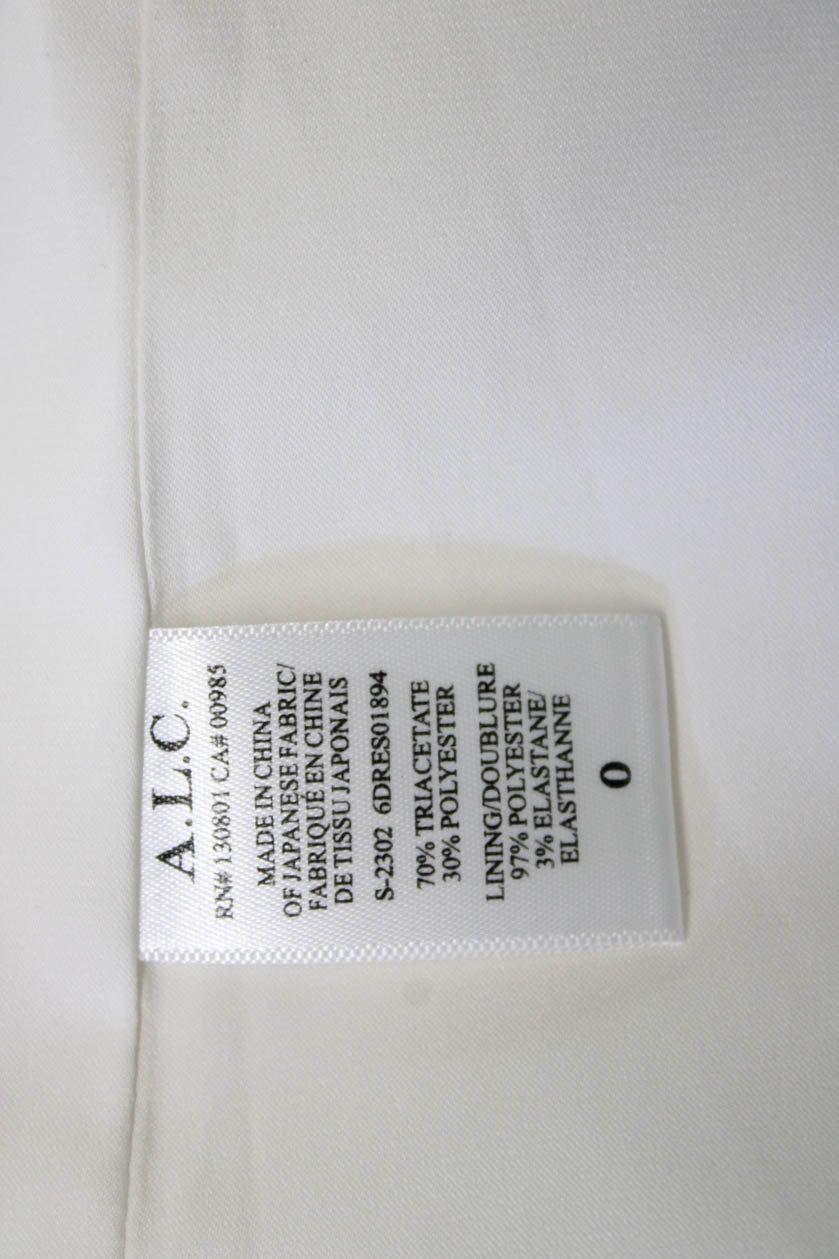 A.L.C.
RN# 130801 CA# 00985
MADE IN CHINA
OF JAPANESE FABRIC/
FABRIQUÉ EN CHINE
DE TISSU JAPONAIS
S-2302 6DRES01894
70% TRIACETATE
30% POLYESTER
LINING/DOUBLURE
97% POLYESTER
3% ELASTANE/
ELASTHANNE
0